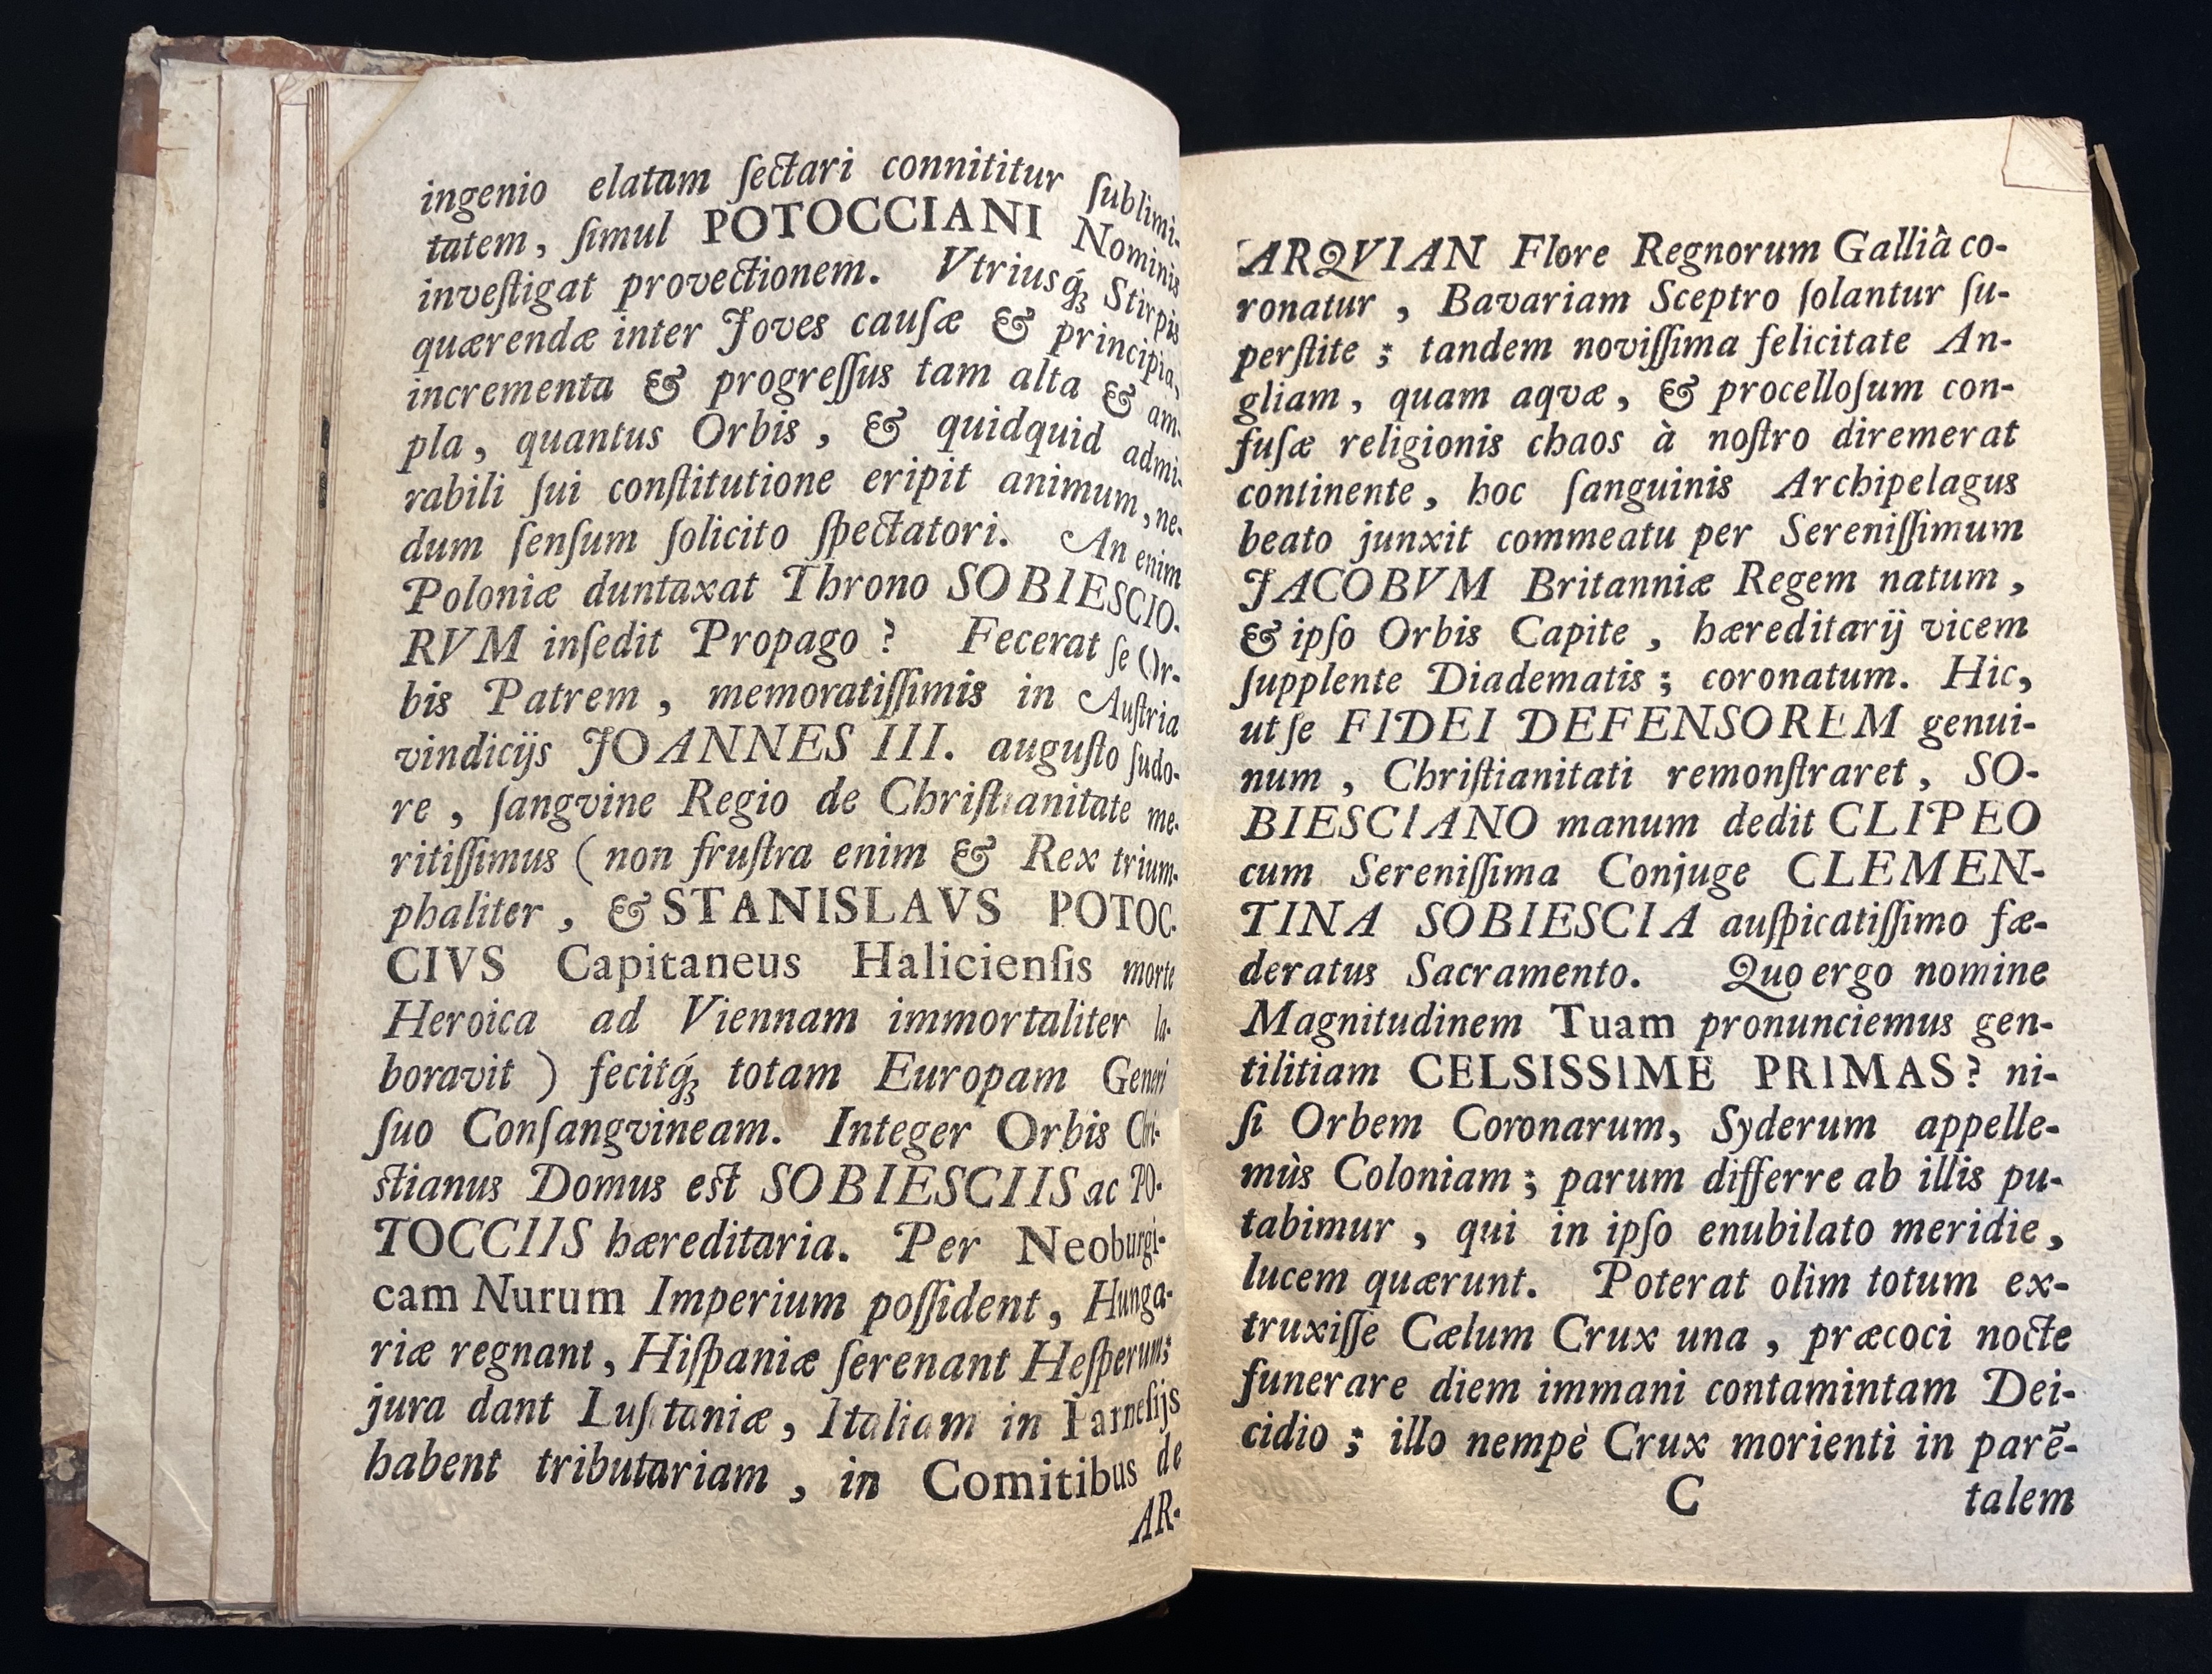 ingenio elatam ſectari connititur ſublimi-
tatem, ſimul POTOCCIANI Nominis
inveſtigat provectionem. Vtriusq́ꝫ Stirpis
quærendæ inter Joves cauſæ & principia,
incrementa & progreſſus tam alta & am-
pla, quantus Orbis, & quidquid admi-
rabili ſui conſtitutione eripit animum, ne-
dum ſenſum ſolicito ſpectatori. An enim
Poloniæ duntaxat Throno SOBIESCIO-
RVM inſedit Propago? Fecerat ſe Or-
bis Patrem, memoratiſſimis in Auſtria
vindicijs JOANNES III. auguſto ſudo-
re, ſangvine Regio de Chriſtianitate me-
ritiſſimus (non fruſtra enim & Rex trium-
phaliter, & STANISLAVS POTOC-
CIVS Capitaneus Halicienſis morte
Heroica ad Viennam immortaliter la-
boravit) fecitq́ꝫ totam Europam Generi
ſuo Conſangvineam. Integer Orbis Chri-
stianus Domus est SOBIESCIIS ac PO-
TOCCIIS hæreditaria. Per Neoburgi-
cam Nurum Imperium poſſident, Hunga-
riæ regnant, Hiſpaniæ ſerenant Heſperum;
jura dant Luſitaniæ, Italiam in Farneſijs
habent tributariam, in Comitibus de
AR-
ARQVIAN Flore Regnorum Galliâ co-
ronatur, Bavariam Sceptro ſolantur ſu-
perſtite; tandem noviſſima felicitate An-
gliam, quam aqvæ, & procelloſum con-
fuſæ religionis chaos à noſtro diremerat
continente, hoc ſanguinis Archipelagus
beato junxit commeatu per Sereniſſimum
JACOBVM Britanniæ Regem natum,
& ipſo Orbis Capite, hæreditarij vicem
ſupplente Diadematis; coronatum. Hic,
ut ſe FIDEI DEFENSOREM genui-
num, Chriſtianitati remonſtraret, SO-
BIESCIANO manum dedit CLIPEO
cum Sereniſſima Conjuge CLEMEN-
TINA SOBIESCIA auſpicatiſſimo fæ-
deratus Sacramento. Quo ergo nomine
Magnitudinem Tuam pronunciemus gen-
tilitiam CELSISSIME PRIMAS? ni-
ſi Orbem Coronarum, Syderum appelle-
mùs Coloniam; parum differre ab illis pu-
tabimur, qui in ipſo enubilato meridie,
lucem quærunt. Poterat olim totum ex-
truxiſſe Cælum Crux una, præcoci nocte
funerare diem immani contamintam Dei-
cidio; illo nempè Crux morienti in parẽ-
C talem